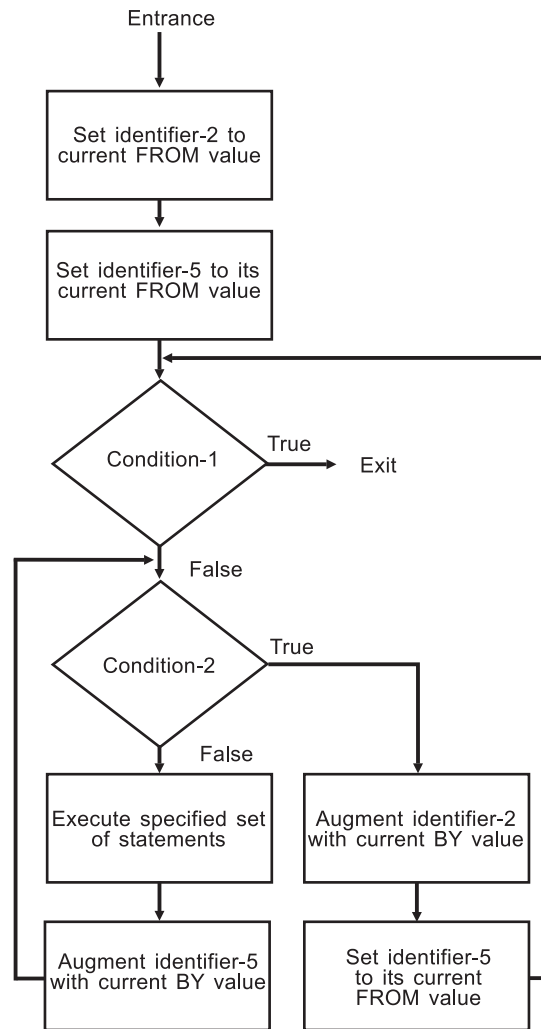 Entrance
Set identifier-2 to
current FROM value
Set identifier-5 to its
current FROM value
Condition-1
True
Exit
False
Condition-2
True
False
Execute specified set
of statements
Augment identifier-2
with current BY value
Augment identifier-5
with current BY value
Set identifier-5
to its current
FROM value